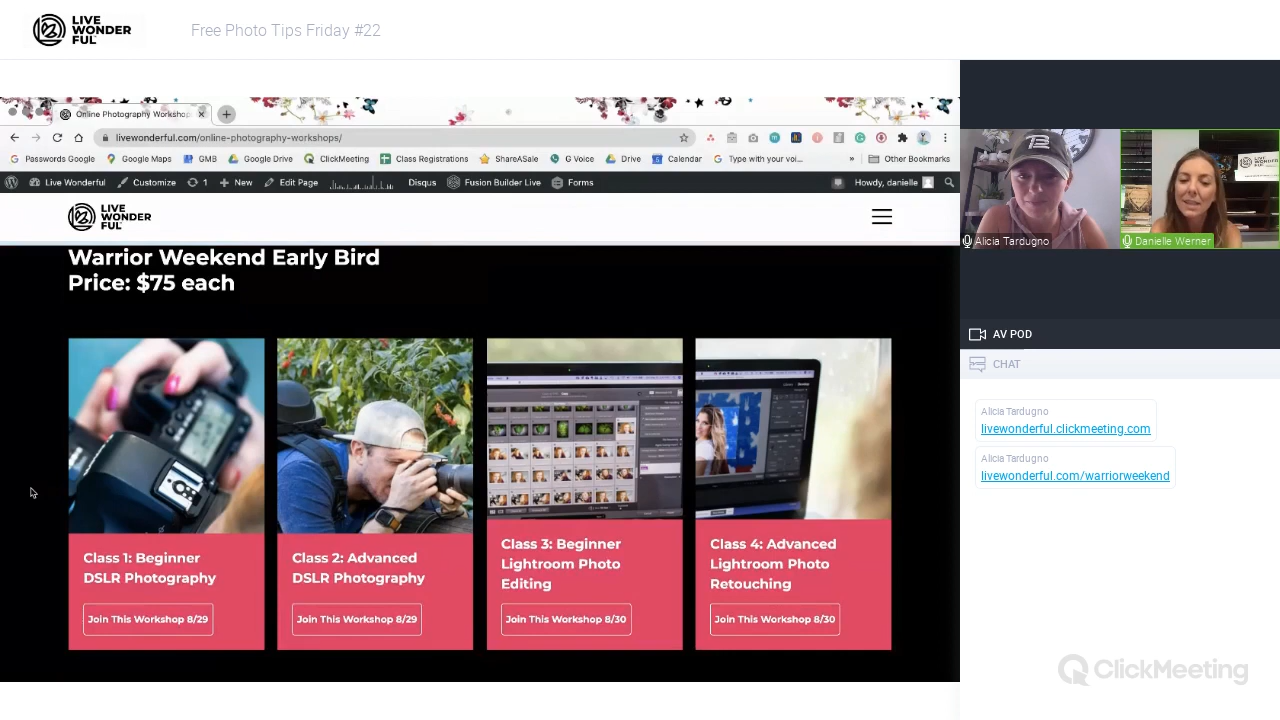 LIVE
WONDER
FUL
Free Photo Tips Friday #22
Online Photography Workshops
livewonderful.com/online-photography-workshops/
Passwords Google
Google Maps
GMB
Google Drive
ClickMeeting
Class Registrations
ShareASale
G Voice
Drive
Calendar
Type with your voi...
»
Other Bookmarks
Live Wonderful
Customize
1
New
Edit Page
Disqus
Fusion Builder Live
Forms
Howdy, danielle
LIVE
WONDER
FUL
Warrior Weekend Early Bird
Price: $75 each
Class 1: Beginner
DSLR Photography
Join This Workshop 8/29
Class 2: Advanced
DSLR Photography
Join This Workshop 8/29
Class 3: Beginner
Lightroom Photo
Editing
Join This Workshop 8/30
Class 4: Advanced
Lightroom Photo
Retouching
Join This Workshop 8/30
Alicia Tardugno
Danielle Werner
AV POD
CHAT
Alicia Tardugno
livewonderful.clickmeeting.com
Alicia Tardugno
livewonderful.com/warriorweekend
ClickMeeting